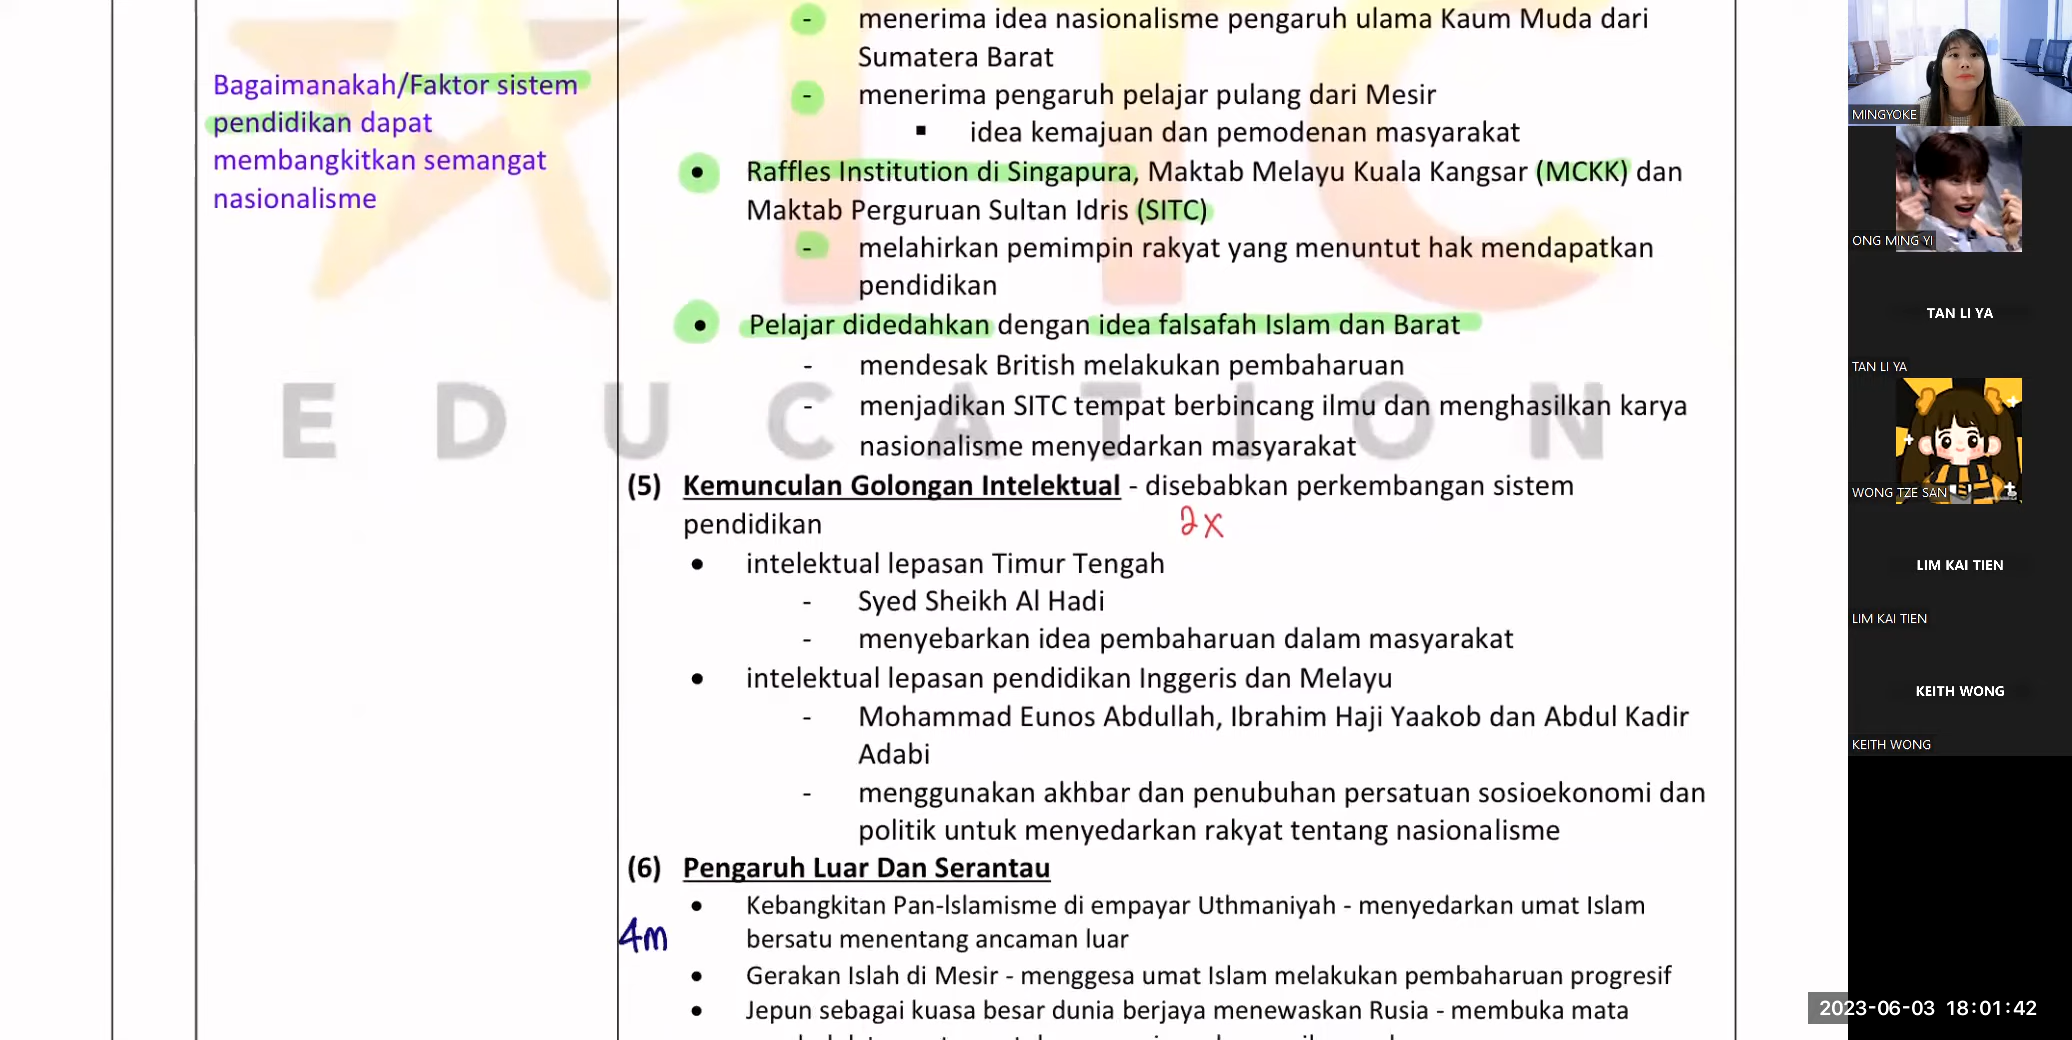 - menerima idea nasionalisme pengaruh ulama Kaum Muda dari
Sumatera Barat
- menerima pengaruh pelajar pulang dari Mesir
▪ idea kemajuan dan pemodenan masyarakat
• Raffles Institution di Singapura, Maktab Melayu Kuala Kangsar (MCKK) dan
Maktab Perguruan Sultan Idris (SITC)
- melahirkan pemimpin rakyat yang menuntut hak mendapatkan
pendidikan
• Pelajar didedahkan dengan idea falsafah Islam dan Barat
- mendesak British melakukan pembaharuan
- menjadikan SITC tempat berbincang ilmu dan menghasilkan karya
nasionalisme menyedarkan masyarakat
(5) Kemunculan Golongan Intelektual - disebabkan perkembangan sistem
pendidikan
2x
• intelektual lepasan Timur Tengah
- Syed Sheikh Al Hadi
- menyebarkan idea pembaharuan dalam masyarakat
• intelektual lepasan pendidikan Inggeris dan Melayu
- Mohammad Eunos Abdullah, Ibrahim Haji Yaakob dan Abdul Kadir
Adabi
- menggunakan akhbar dan penubuhan persatuan sosioekonomi dan
politik untuk menyedarkan rakyat tentang nasionalisme
(6) Pengaruh Luar Dan Serantau
• Kebangkitan Pan-Islamisme di empayar Uthmaniyah - menyedarkan umat Islam
bersatu menentang ancaman luar
4m
• Gerakan Islah di Mesir - menggesa umat Islam melakukan pembaharuan progresif
• Jepun sebagai kuasa besar dunia berjaya menewaskan Rusia - membuka mata
Bagaimanakah/Faktor sistem
pendidikan dapat
membangkitkan semangat
nasionalisme
EDUCATION
MINGYOKE
ONG MING YI
TAN LI YA
TAN LI YA
WONG TZE SAN
LIM KAI TIEN
LIM KAI TIEN
KEITH WONG
KEITH WONG
2023-06-03 18:01:42